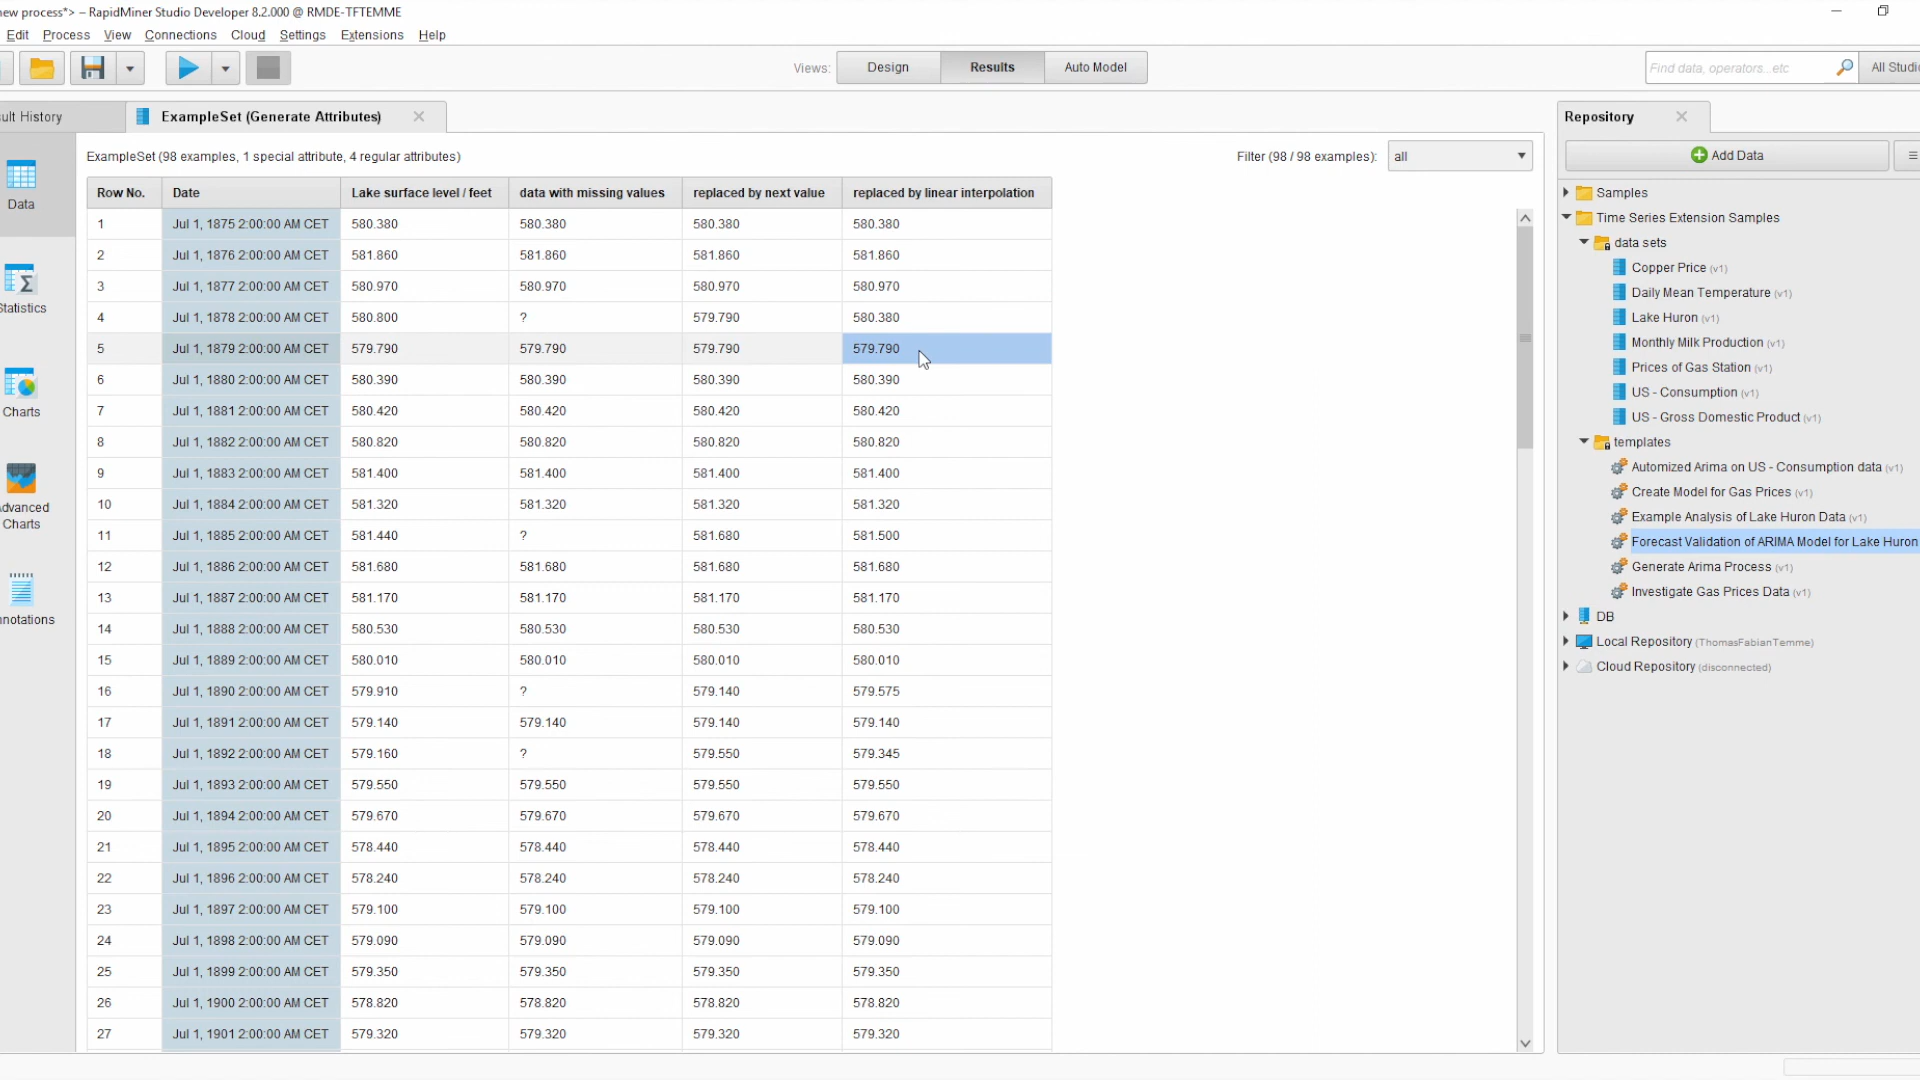 new process*> – RapidMiner Studio Developer 8.2.000 @ RMDE-TFTEMME
Edit Process View Connections Cloud Settings Extensions Help
Views: Design Results Auto Model
Find data, operators...etc
All Studio
ult History
ExampleSet (Generate Attributes)
Repository
ExampleSet (98 examples, 1 special attribute, 4 regular attributes)
Filter (98 / 98 examples): all
Add Data
Data
Statistics
Charts
dvanced
Charts
notations
Row No. Date Lake surface level / feet data with missing values replaced by next value replaced by linear interpolation
1 Jul 1, 1875 2:00:00 AM CET 580.380 580.380 580.380 580.380
2 Jul 1, 1876 2:00:00 AM CET 581.860 581.860 581.860 581.860
3 Jul 1, 1877 2:00:00 AM CET 580.970 580.970 580.970 580.970
4 Jul 1, 1878 2:00:00 AM CET 580.800 ? 579.790 580.380
5 Jul 1, 1879 2:00:00 AM CET 579.790 579.790 579.790 579.790
6 Jul 1, 1880 2:00:00 AM CET 580.390 580.390 580.390 580.390
7 Jul 1, 1881 2:00:00 AM CET 580.420 580.420 580.420 580.420
8 Jul 1, 1882 2:00:00 AM CET 580.820 580.820 580.820 580.820
9 Jul 1, 1883 2:00:00 AM CET 581.400 581.400 581.400 581.400
10 Jul 1, 1884 2:00:00 AM CET 581.320 581.320 581.320 581.320
11 Jul 1, 1885 2:00:00 AM CET 581.440 ? 581.680 581.500
12 Jul 1, 1886 2:00:00 AM CET 581.680 581.680 581.680 581.680
13 Jul 1, 1887 2:00:00 AM CET 581.170 581.170 581.170 581.170
14 Jul 1, 1888 2:00:00 AM CET 580.530 580.530 580.530 580.530
15 Jul 1, 1889 2:00:00 AM CET 580.010 580.010 580.010 580.010
16 Jul 1, 1890 2:00:00 AM CET 579.910 ? 579.140 579.575
17 Jul 1, 1891 2:00:00 AM CET 579.140 579.140 579.140 579.140
18 Jul 1, 1892 2:00:00 AM CET 579.160 ? 579.550 579.345
19 Jul 1, 1893 2:00:00 AM CET 579.550 579.550 579.550 579.550
20 Jul 1, 1894 2:00:00 AM CET 579.670 579.670 579.670 579.670
21 Jul 1, 1895 2:00:00 AM CET 578.440 578.440 578.440 578.440
22 Jul 1, 1896 2:00:00 AM CET 578.240 578.240 578.240 578.240
23 Jul 1, 1897 2:00:00 AM CET 579.100 579.100 579.100 579.100
24 Jul 1, 1898 2:00:00 AM CET 579.090 579.090 579.090 579.090
25 Jul 1, 1899 2:00:00 AM CET 579.350 579.350 579.350 579.350
26 Jul 1, 1900 2:00:00 AM CET 578.820 578.820 578.820 578.820
27 Jul 1, 1901 2:00:00 AM CET 579.320 579.320 579.320 579.320
Samples
Time Series Extension Samples
data sets
Copper Price (v1)
Daily Mean Temperature (v1)
Lake Huron (v1)
Monthly Milk Production (v1)
Prices of Gas Station (v1)
US - Consumption (v1)
US - Gross Domestic Product (v1)
templates
Automized Arima on US - Consumption data (v1)
Create Model for Gas Prices (v1)
Example Analysis of Lake Huron Data (v1)
Forecast Validation of ARIMA Model for Lake Huron
Generate Arima Process (v1)
Investigate Gas Prices Data (v1)
DB
Local Repository (ThomasFabianTemme)
Cloud Repository (disconnected)